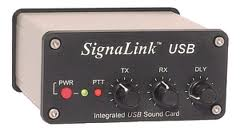 SignaLink™ USB
PWR PTT TX RX DLY
Integrated USB Sound Card